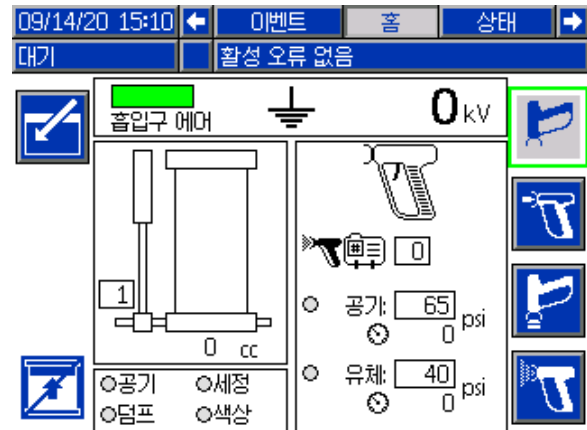 09/14/20 15:10 이벤트 홈 상태
대기 활성 오류 없음
흡입구 에어 0 kV
# 0
1
공기: 65 psi
0
0 cc
유체: 40 psi
0
공기 세정
덤프 색상